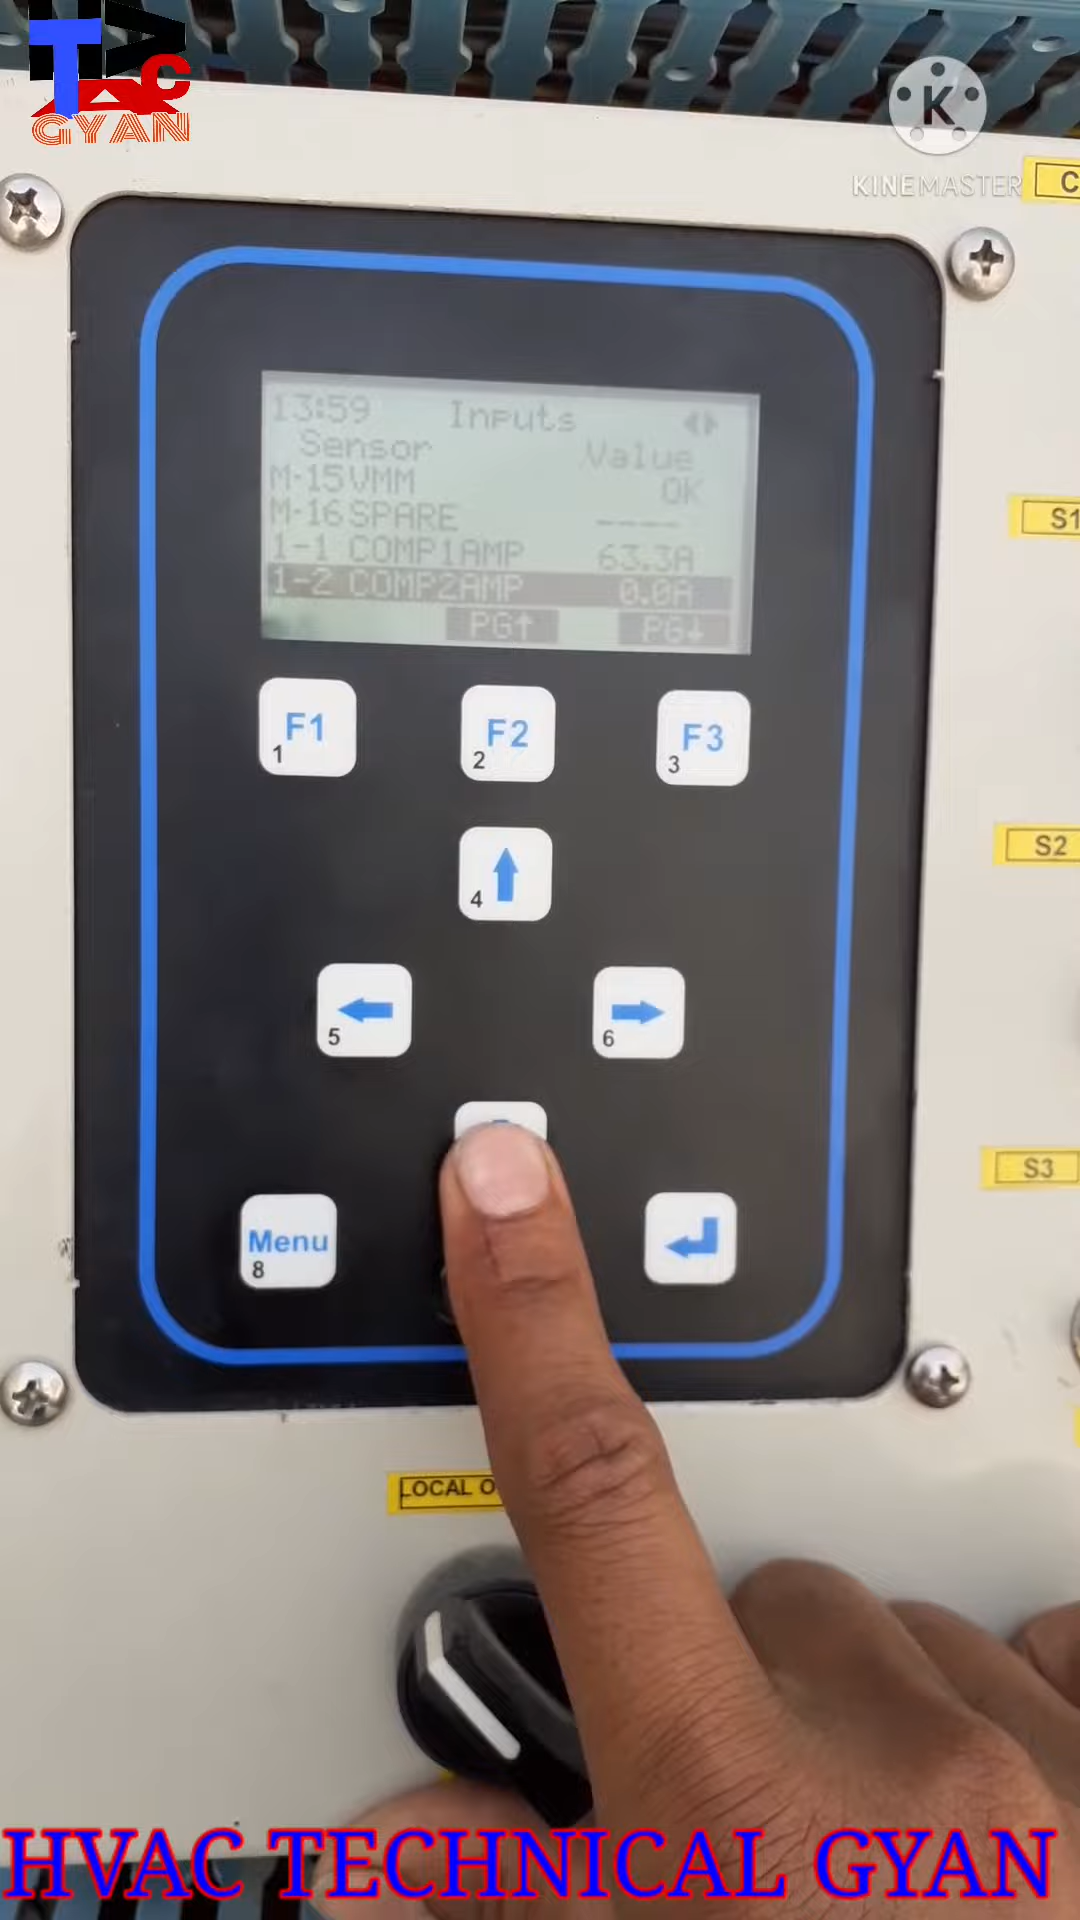 HVAC
GYAN
K
KINEMASTER
C
13:59 Inputs
Sensor Value
M-15 VMM OK
M-16 SPARE ----
1-1 COMP1AMP 63.3A
1-2 COMP2AMP 0.0A
PG↑ PG↓
S1
F1 F2 F3
1 2 3
S2
4
5 6
S3
Menu
8
LOCAL
HVAC TECHNICAL GYAN